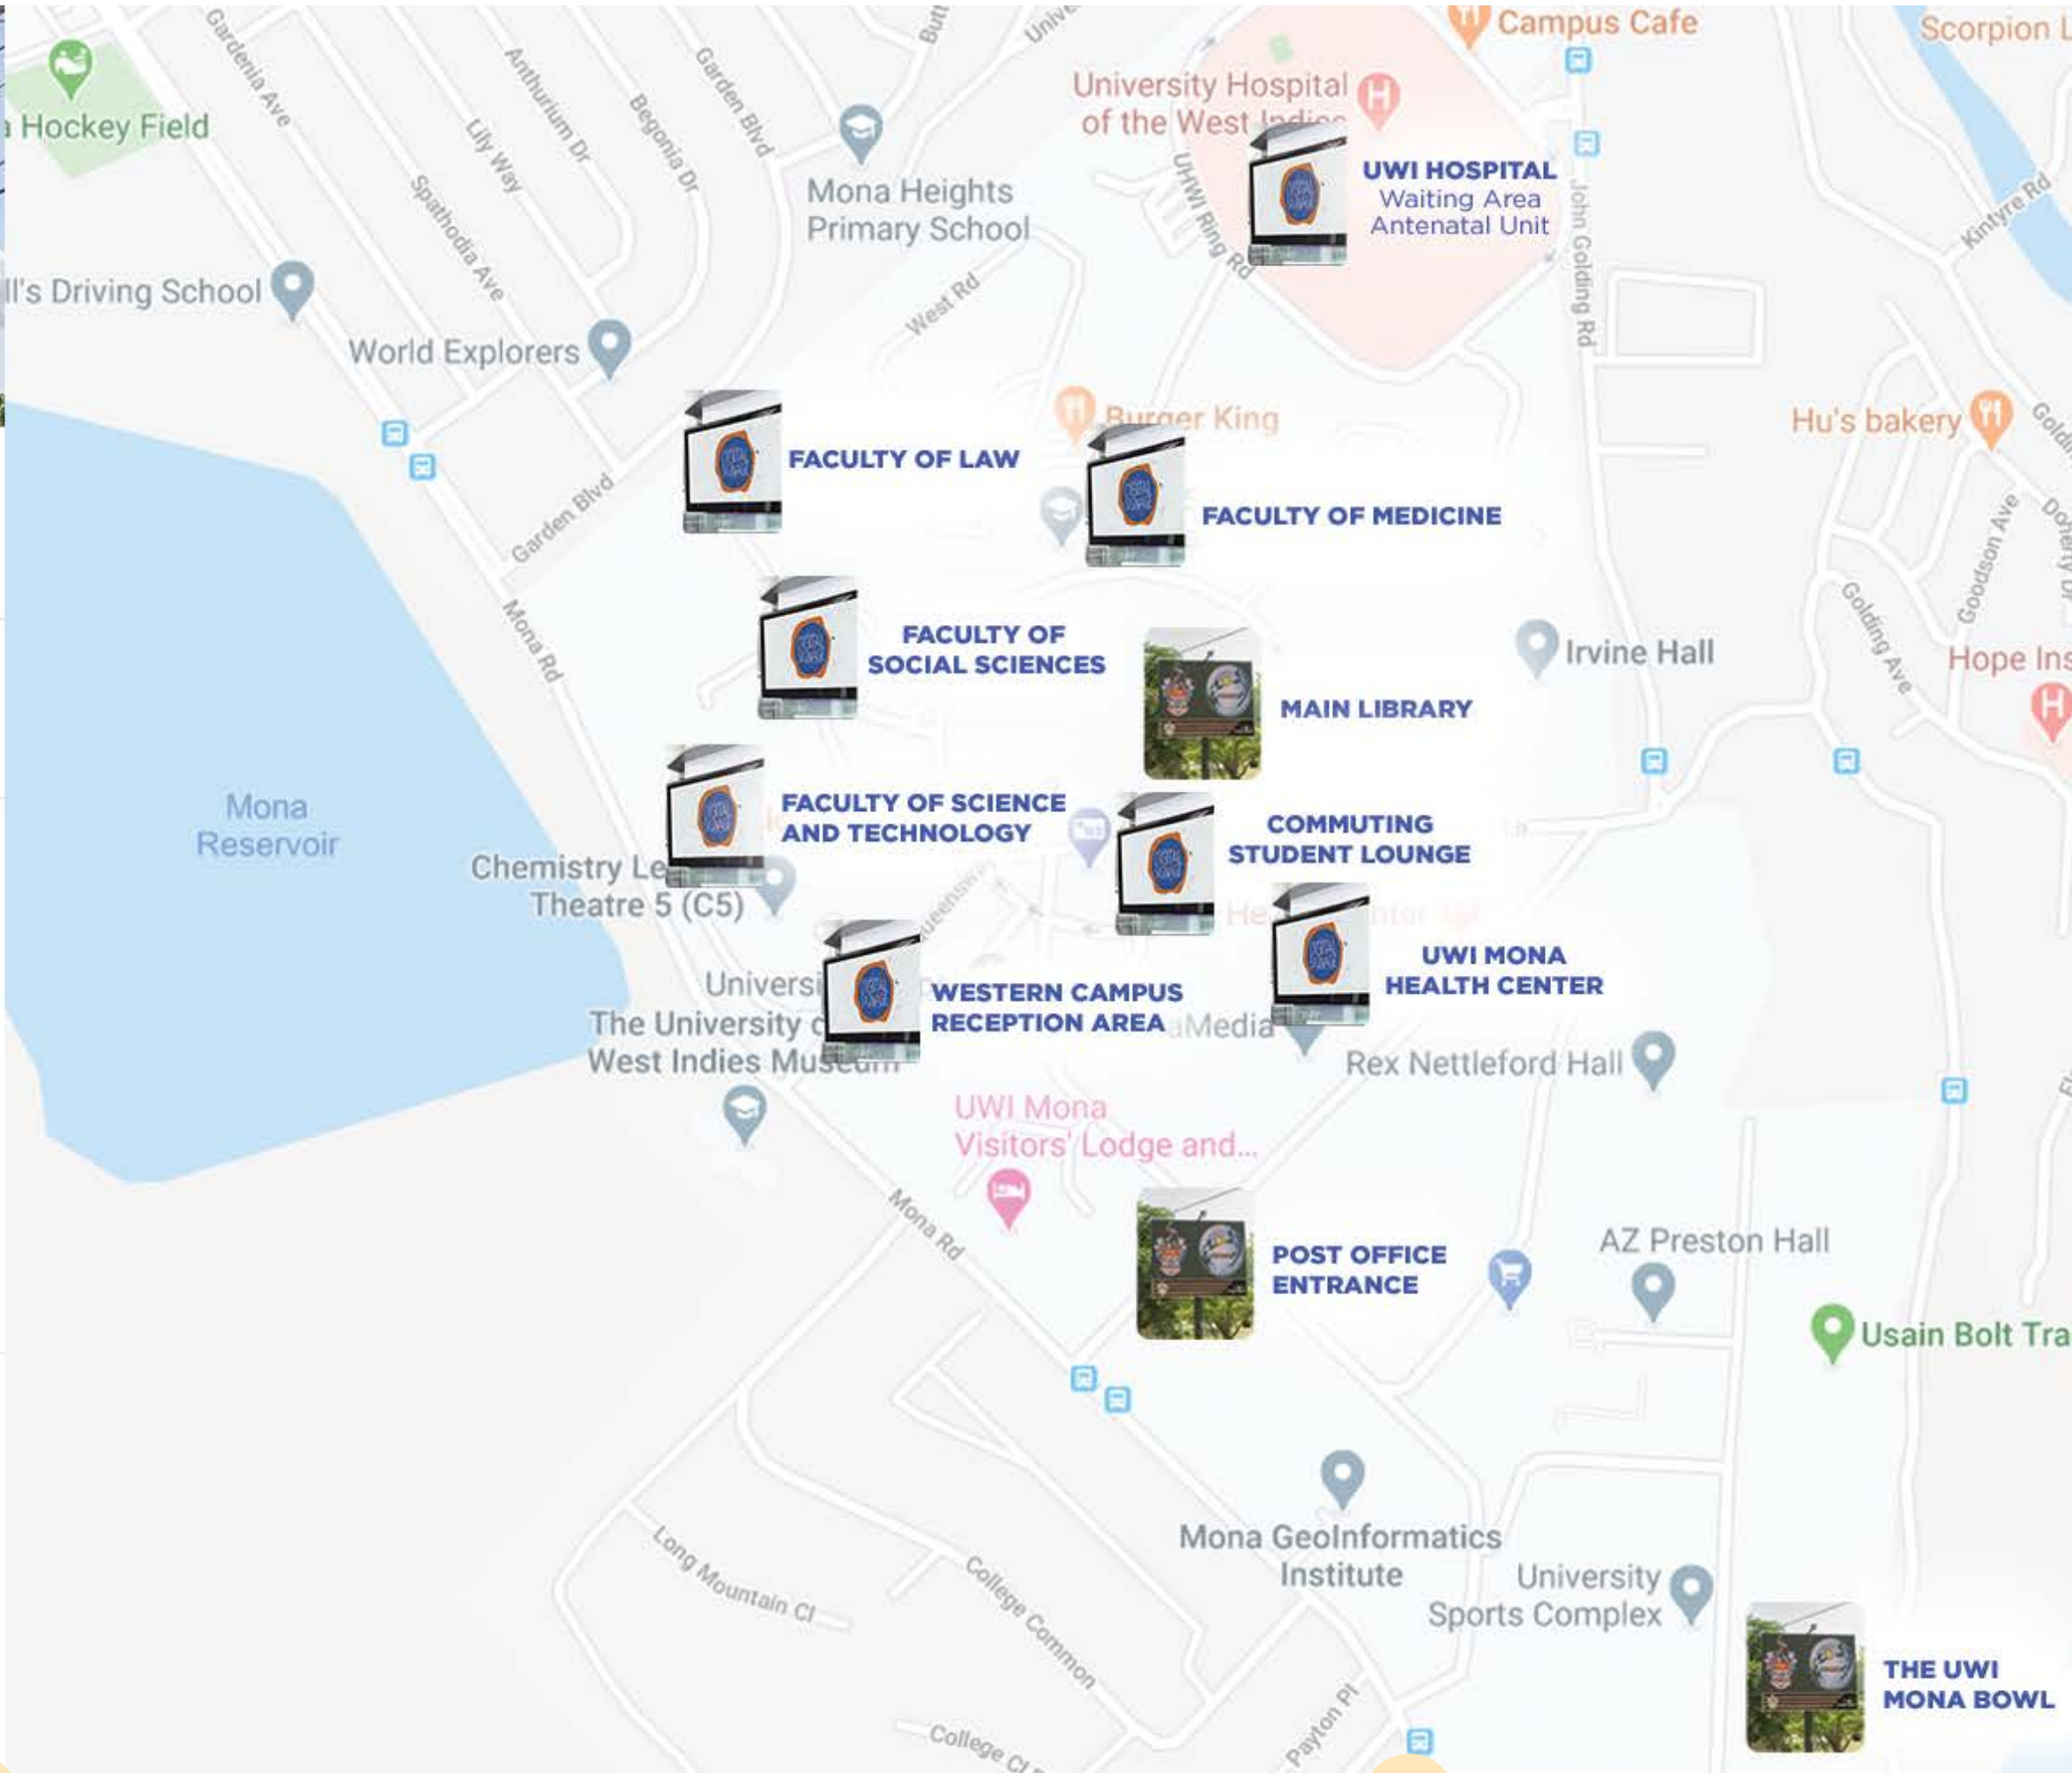 Campus Cafe
Scorpion
Gardenia Ave
Anthurium Dr
Garden Blvd
Hockey Field
Lily Way
Begonia Dr
University Hospital
of the West Indies
UHWI Ring Rd
UWI HOSPITAL
Waiting Area
Antenatal Unit
John Golding Rd
Kintyre Rd
Mona Heights
Primary School
Spathodia Ave
Driving School
West Rd
World Explorers
Burger King
Hu's bakery
FACULTY OF LAW
FACULTY OF MEDICINE
Garden Blvd
Goodson Ave
Mona Rd
FACULTY OF
SOCIAL SCIENCES
Irvine Hall
Golding Ave
Hope
MAIN LIBRARY
Mona
Reservoir
FACULTY OF SCIENCE
AND TECHNOLOGY
COMMUTING
STUDENT LOUNGE
Chemistry
Theatre 5 (C5)
UWI MONA
HEALTH CENTER
WESTERN CAMPUS
RECEPTION AREA
The University
West Indies Museum
Rex Nettleford Hall
UWI Mona
Visitors' Lodge and...
Mona Rd
POST OFFICE
ENTRANCE
AZ Preston Hall
Usain Bolt
Mona GeoInformatics
Institute
University
Sports Complex
Long Mountain Cl
College Common
THE UWI
MONA BOWL
Payton Pl
College